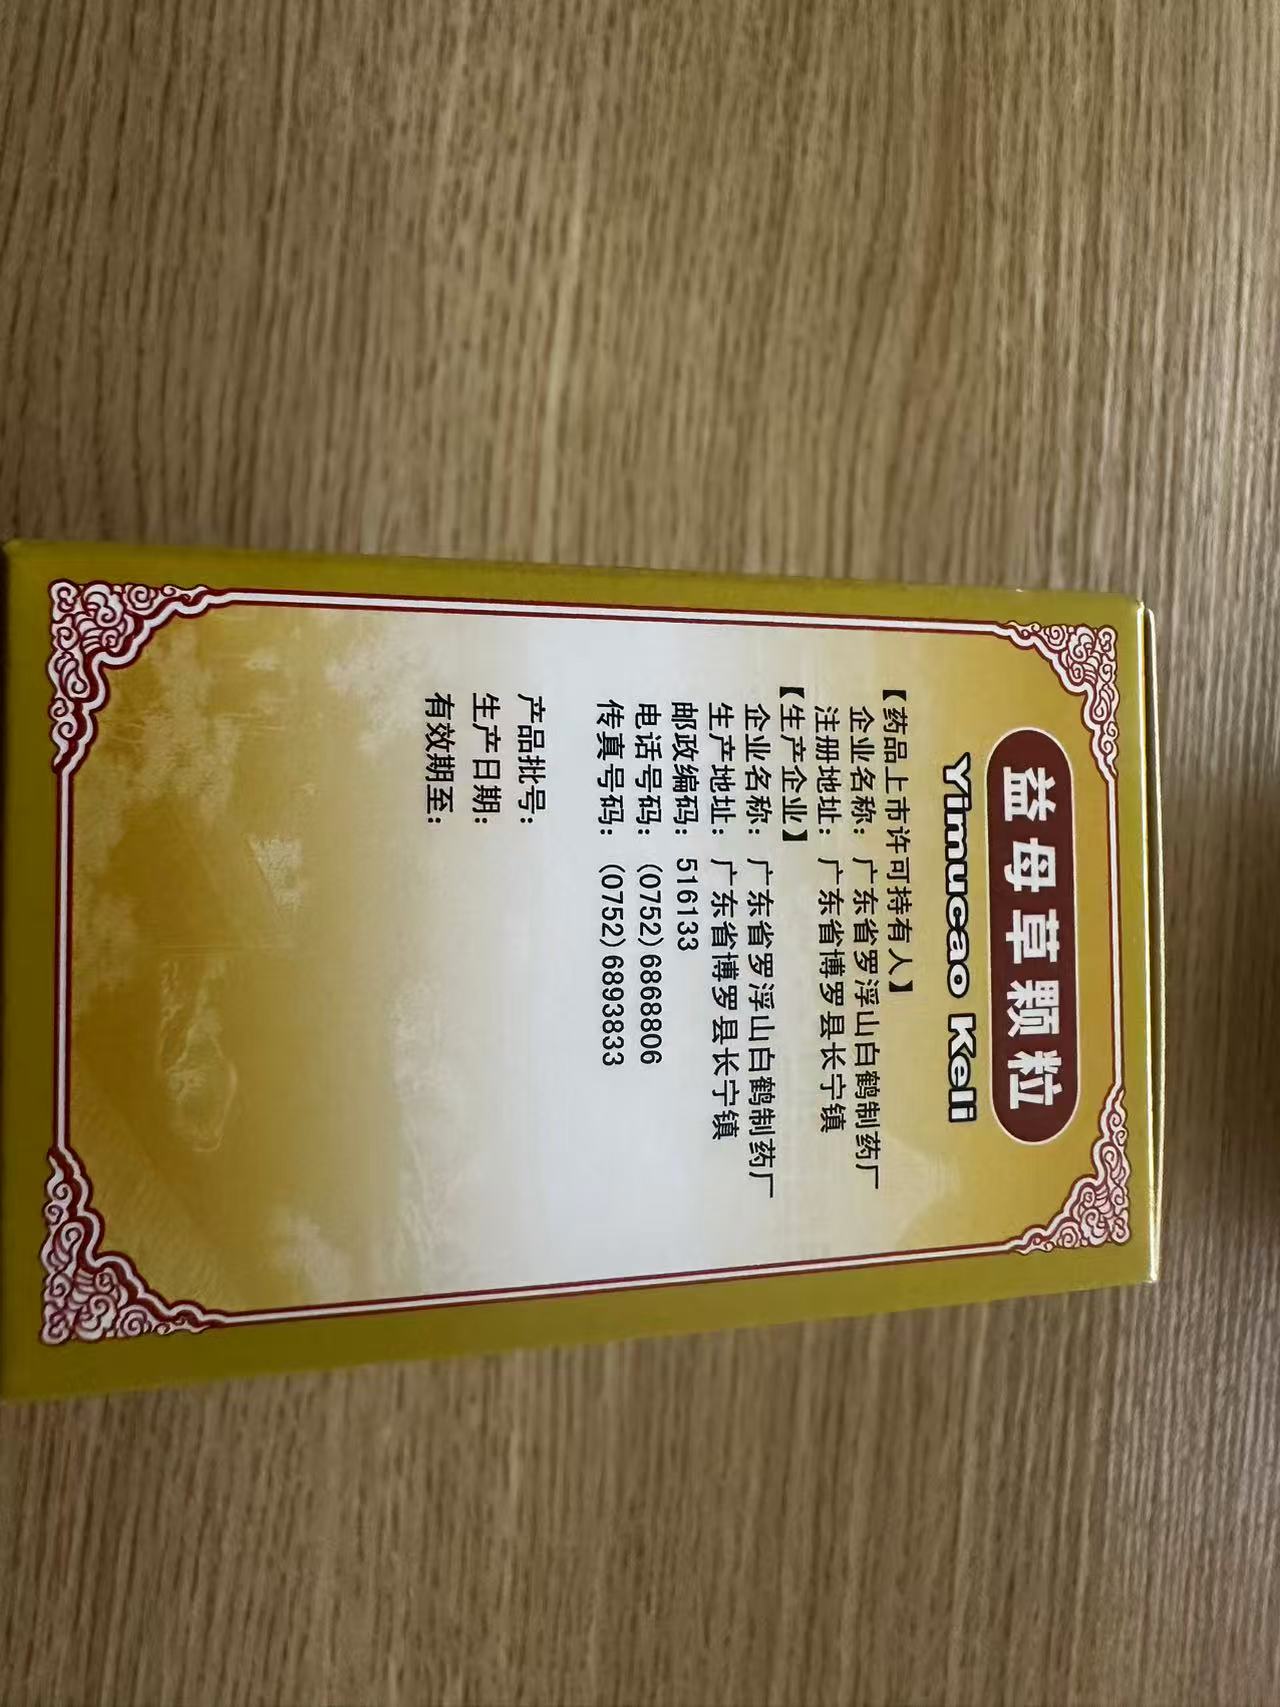 益母草颗粒
Yimucao Keli
【药品上市许可持有人】
企业名称：广东省罗浮山白鹤制药厂
注册地址：广东省博罗县长宁镇
【生产企业】
企业名称：广东省罗浮山白鹤制药厂
生产地址：广东省博罗县长宁镇
邮政编码：516133
电话号码：(0752)6868806
传真号码：(0752)6893833
产品批号：
生产日期：
有效期至：